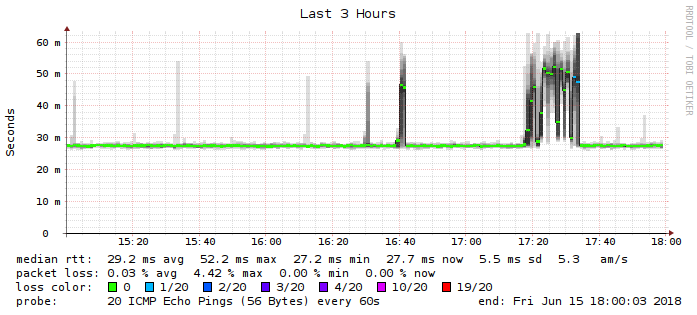 Last 3 Hours
RRDTOOL / TOBI OETIKER
Seconds
60 m
50 m
40 m
30 m
20 m
10 m
0
15:20 15:40 16:00 16:20 16:40 17:00 17:20 17:40 18:00
median rtt: 29.2 ms avg 52.2 ms max 27.2 ms min 27.7 ms now 5.5 ms sd 5.3 am/s
packet loss: 0.03 % avg 4.42 % max 0.00 % min 0.00 % now
loss color: 0 1/20 2/20 3/20 4/20 10/20 19/20
probe: 20 ICMP Echo Pings (56 Bytes) every 60s end: Fri Jun 15 18:00:03 2018